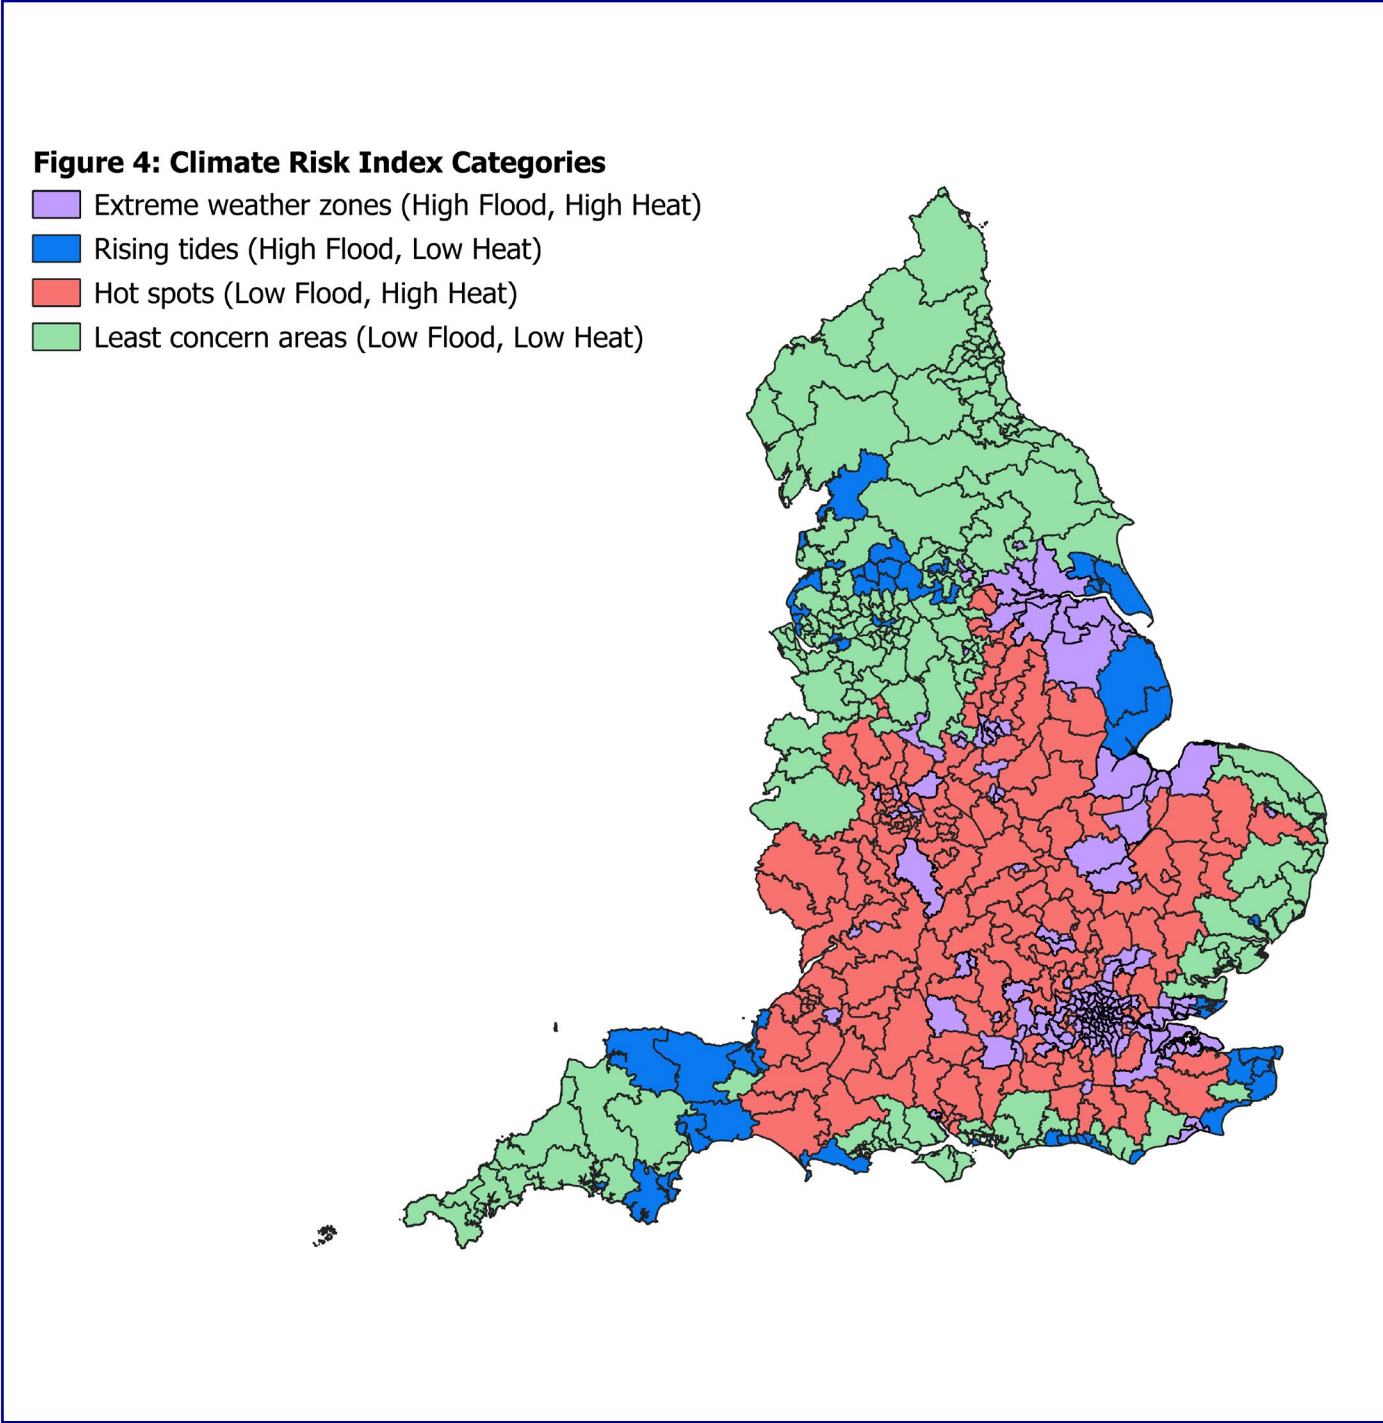 Figure 4: Climate Risk Index Categories
Extreme weather zones (High Flood, High Heat)
Rising tides (High Flood, Low Heat)
Hot spots (Low Flood, High Heat)
Least concern areas (Low Flood, Low Heat)